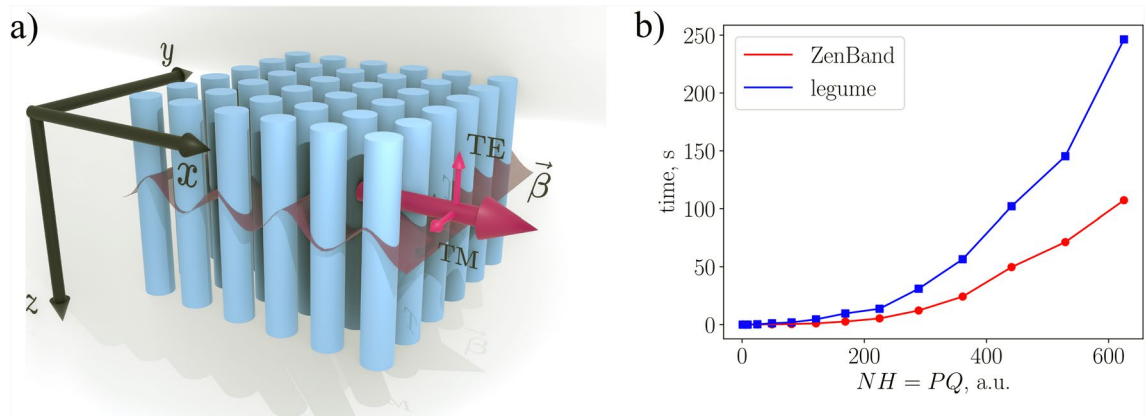 a)
y
x
z
TE
TM
β⃗
b)
ZenBand
legume
time, s
250
200
150
100
50
0
0
200
400
600
NH = PQ, a.u.